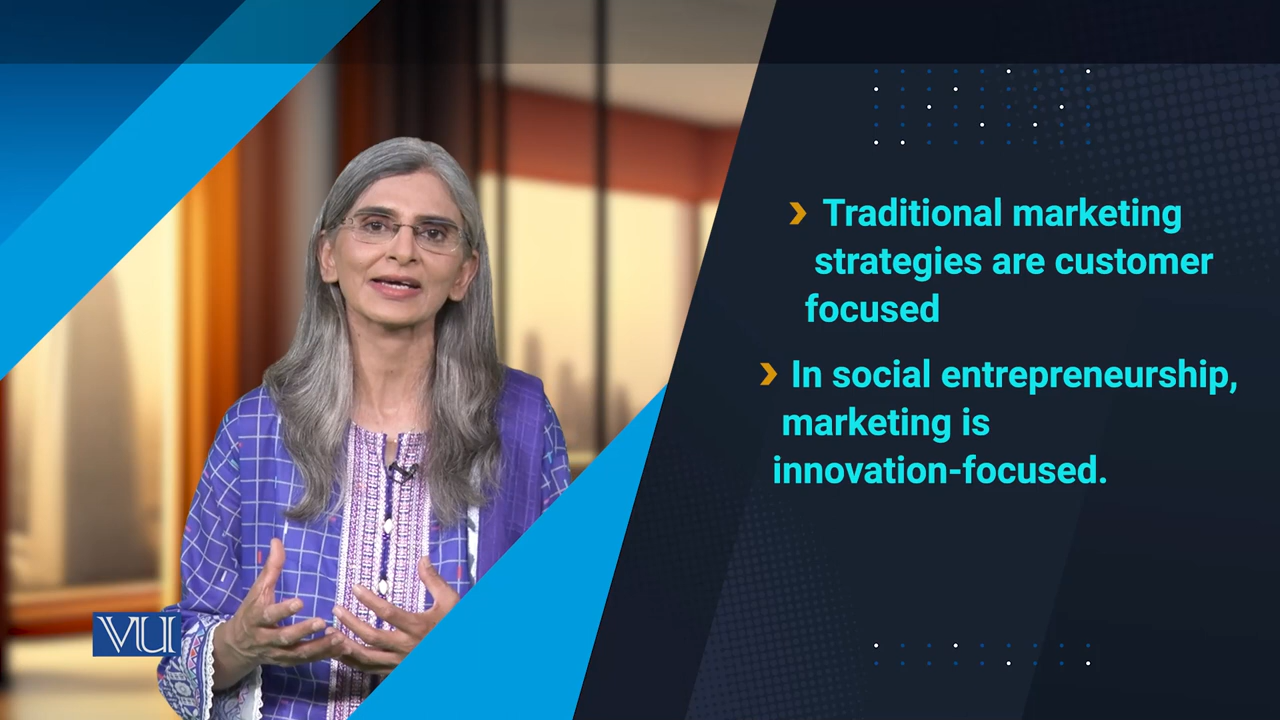 › Traditional marketing
strategies are customer
focused
› In social entrepreneurship,
marketing is
innovation-focused.
VU